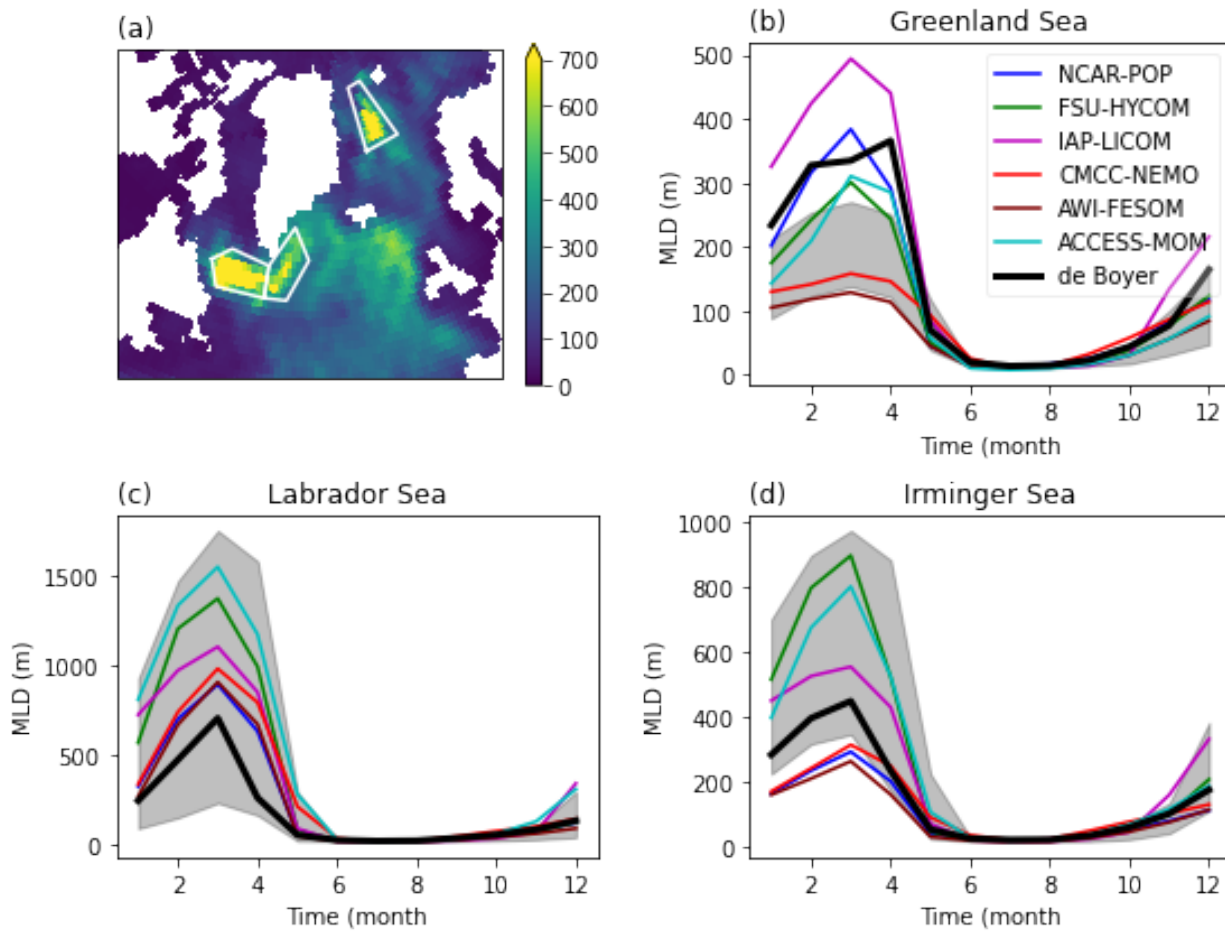 (a)
700
600
500
400
300
200
100
0
(b) Greenland Sea
500
400
300
200
100
0
MLD (m)
NCAR-POP
FSU-HYCOM
IAP-LICOM
CMCC-NEMO
AWI-FESOM
ACCESS-MOM
de Boyer
2 4 6 8 10 12
Time (month
(c) Labrador Sea
1500
1000
500
0
MLD (m)
2 4 6 8 10 12
Time (month
(d) Irminger Sea
1000
800
600
400
200
0
MLD (m)
2 4 6 8 10 12
Time (month